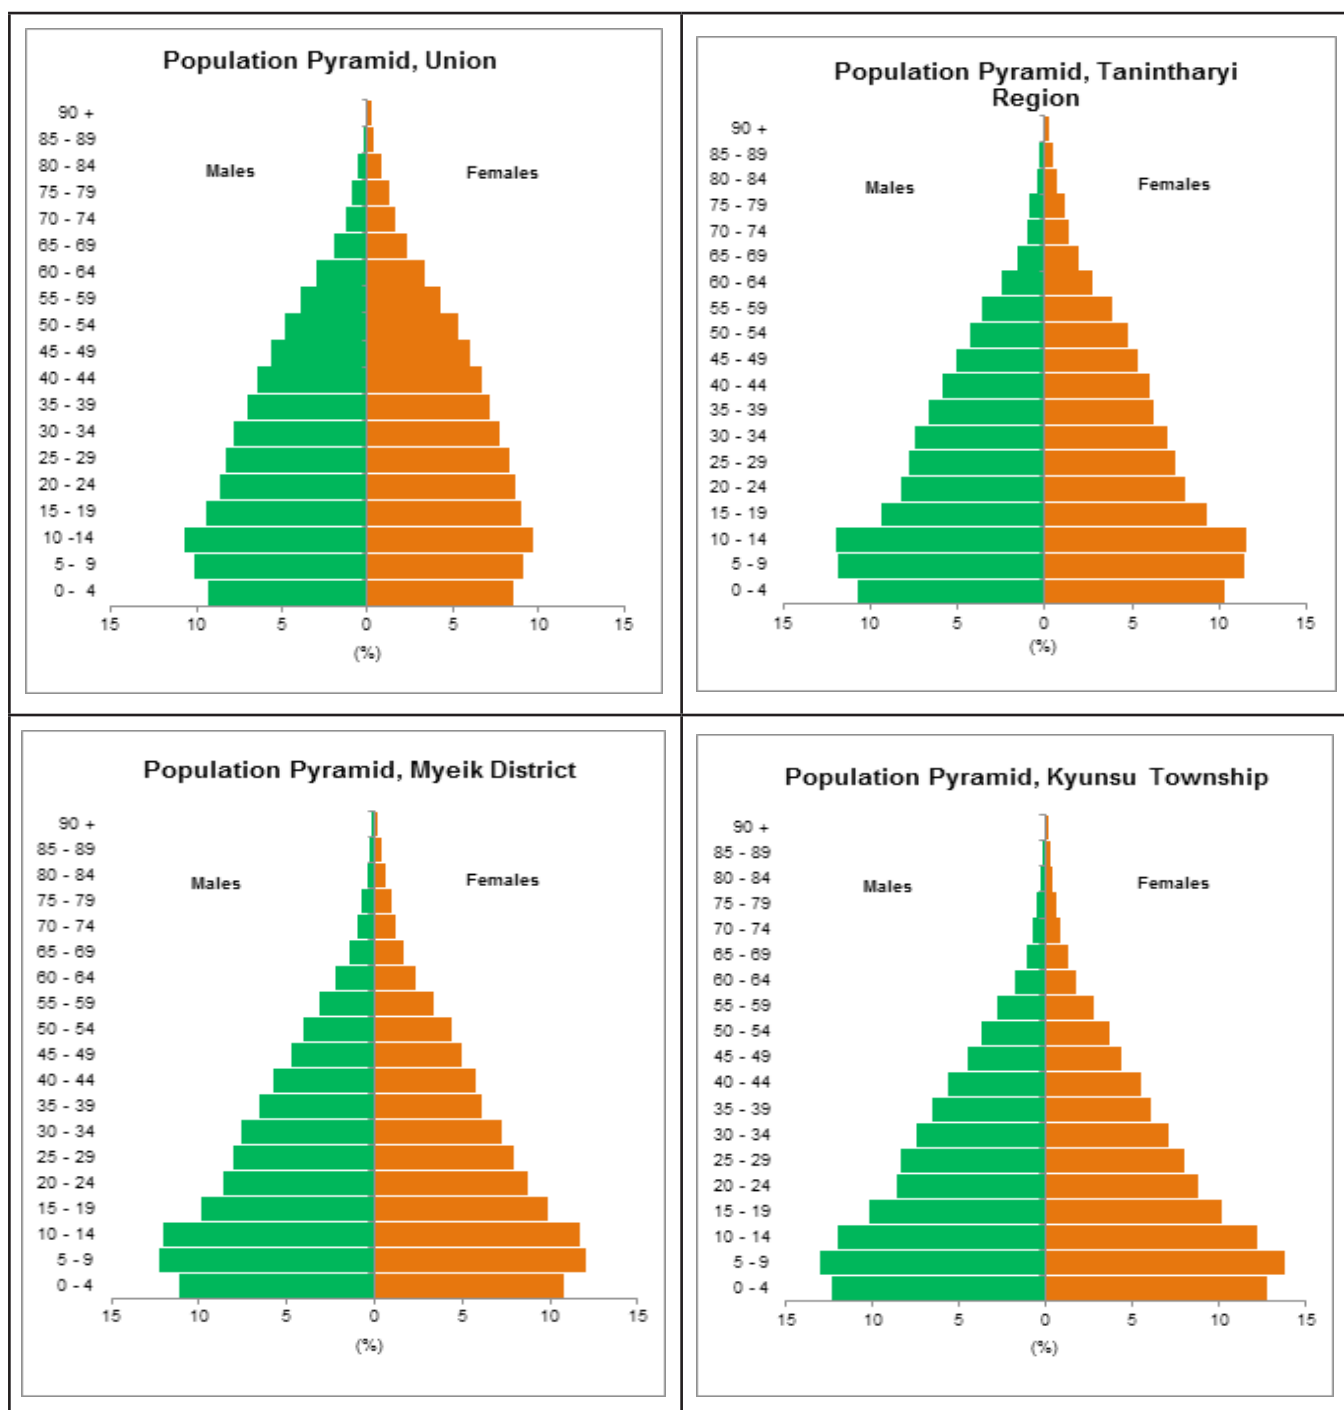 Population Pyramid, Union
90 +
85 - 89
80 - 84
75 - 79
70 - 74
65 - 69
60 - 64
55 - 59
50 - 54
45 - 49
40 - 44
35 - 39
30 - 34
25 - 29
20 - 24
15 - 19
10 -14
5 -  9
0 -  4
Males
Females
15 10 5 0 5 10 15
(%)
Population Pyramid, Tanintharyi
Region
90 +
85 - 89
80 - 84
75 - 79
70 - 74
65 - 69
60 - 64
55 - 59
50 - 54
45 - 49
40 - 44
35 - 39
30 - 34
25 - 29
20 - 24
15 - 19
10 - 14
5 - 9
0 - 4
Males
Females
15 10 5 0 5 10 15
(%)
Population Pyramid, Myeik District
90 +
85 - 89
80 - 84
75 - 79
70 - 74
65 - 69
60 - 64
55 - 59
50 - 54
45 - 49
40 - 44
35 - 39
30 - 34
25 - 29
20 - 24
15 - 19
10 - 14
5 - 9
0 - 4
Males
Females
15 10 5 0 5 10 15
(%)
Population Pyramid, Kyunsu Township
90 +
85 - 89
80 - 84
75 - 79
70 - 74
65 - 69
60 - 64
55 - 59
50 - 54
45 - 49
40 - 44
35 - 39
30 - 34
25 - 29
20 - 24
15 - 19
10 - 14
5 - 9
0 - 4
Males
Females
15 10 5 0 5 10 15
(%)